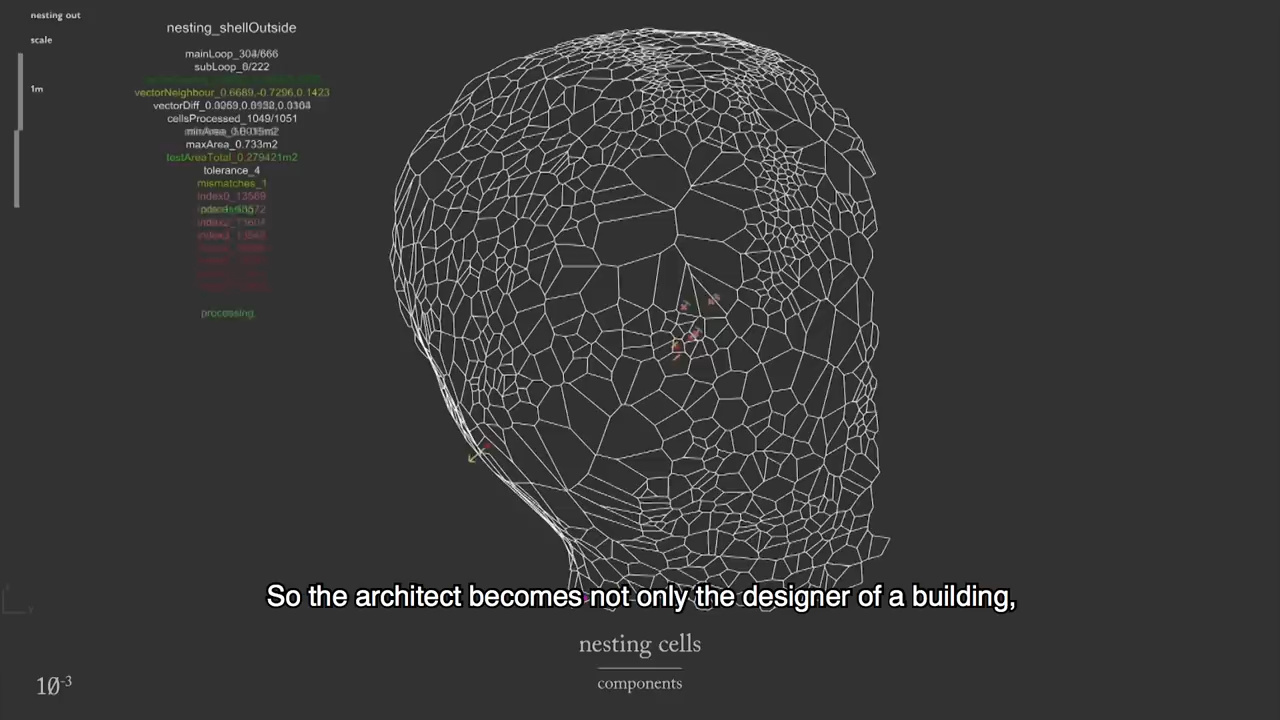 nesting out
scale
1m
nesting_shellOutside
mainLoop_304/666
subLoop_6/222
vectorNeighbour_0.6689,-0.7296,0.1423
cellsProcessed_1049/1051
maxArea_0.733m2
testAreaTotal_0.279421m2
tolerance_4
mismatches_1
index0_13569
processing
So the architect becomes not only the designer of a building,
nesting cells
components
10-3